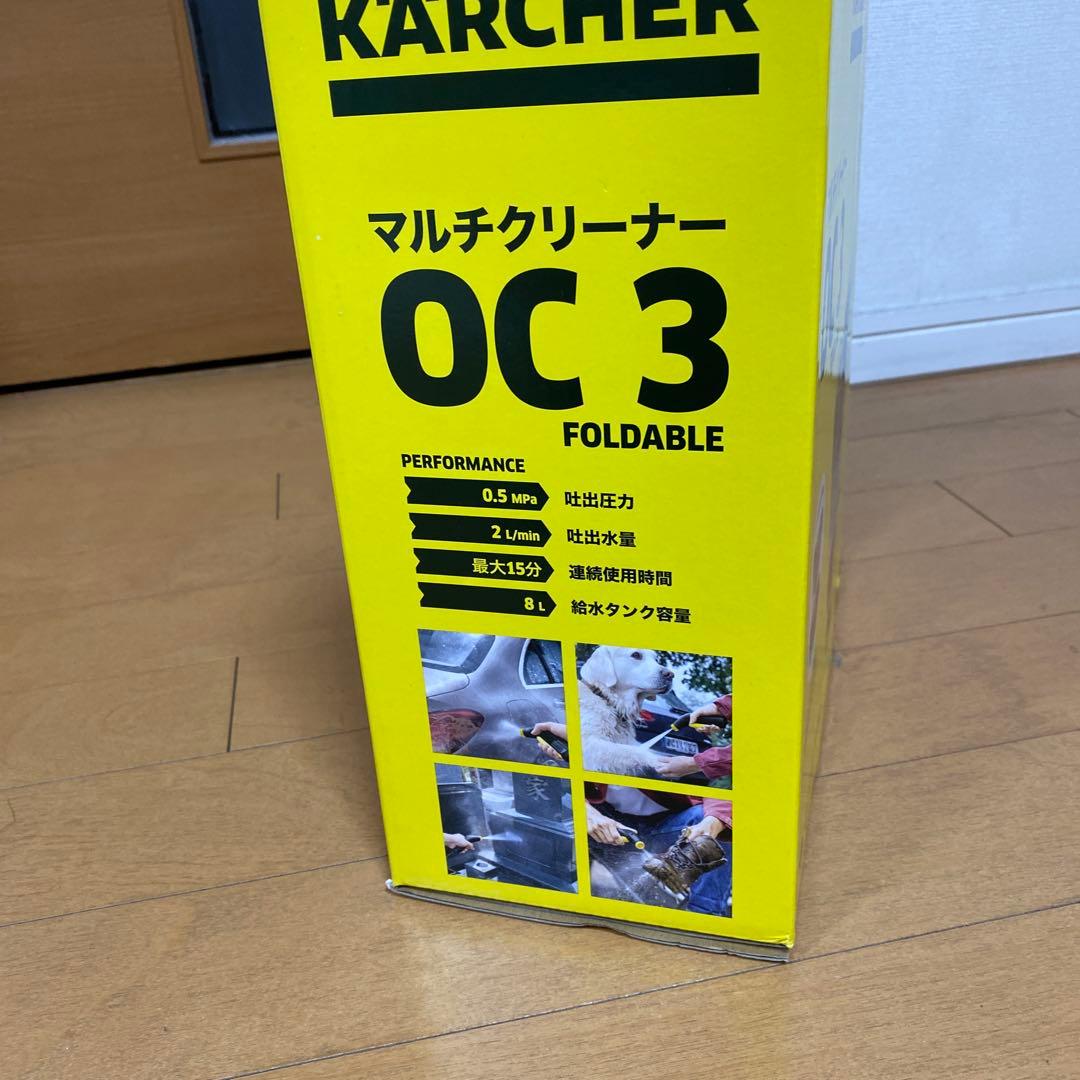 KÄRCHER
マルチクリーナー
OC 3
FOLDABLE
PERFORMANCE
0.5 MPa 吐出圧力
2 L/min 吐出水量
最大15分 連続使用時間
8 L 給水タンク容量
家